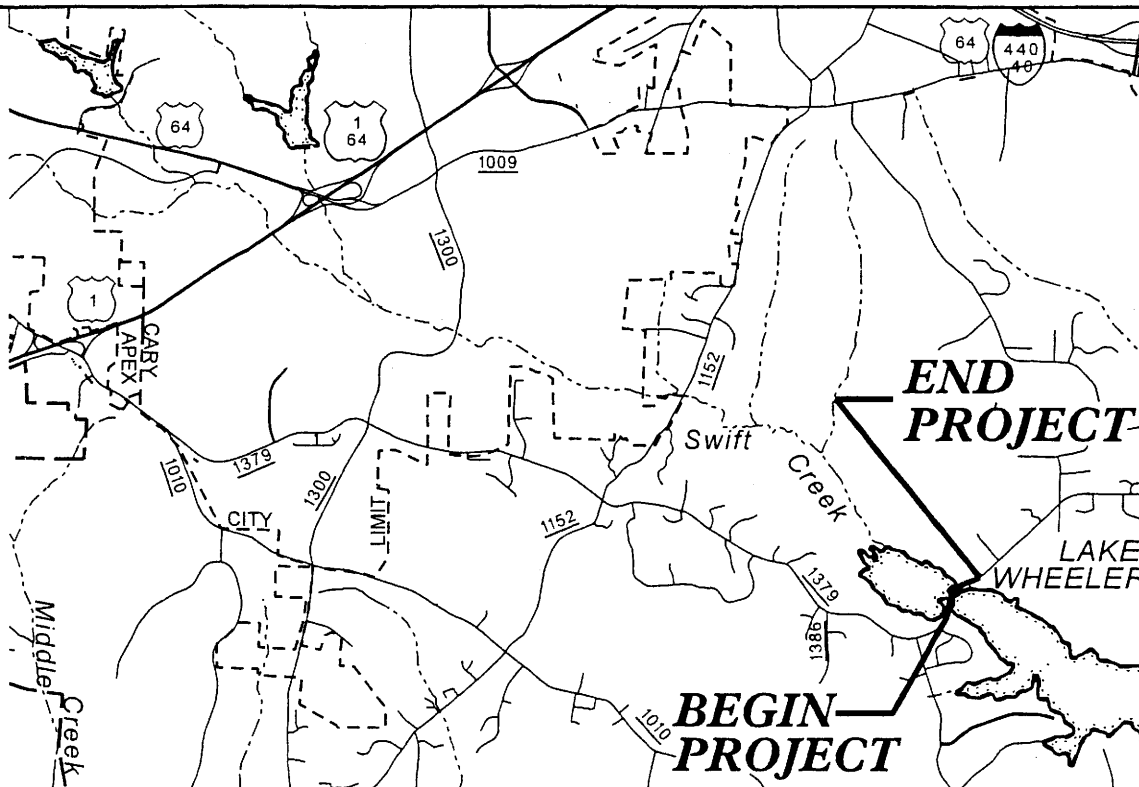 64
440
40
64
1
64
1009
1300
1
CARY
APEX
1152
END
PROJECT
Swift
Creek
1379
1010
1300
LIMIT
CITY
1152
LAKE
WHEELER
1379
1386
Middle
Creek
BEGIN
PROJECT
1010